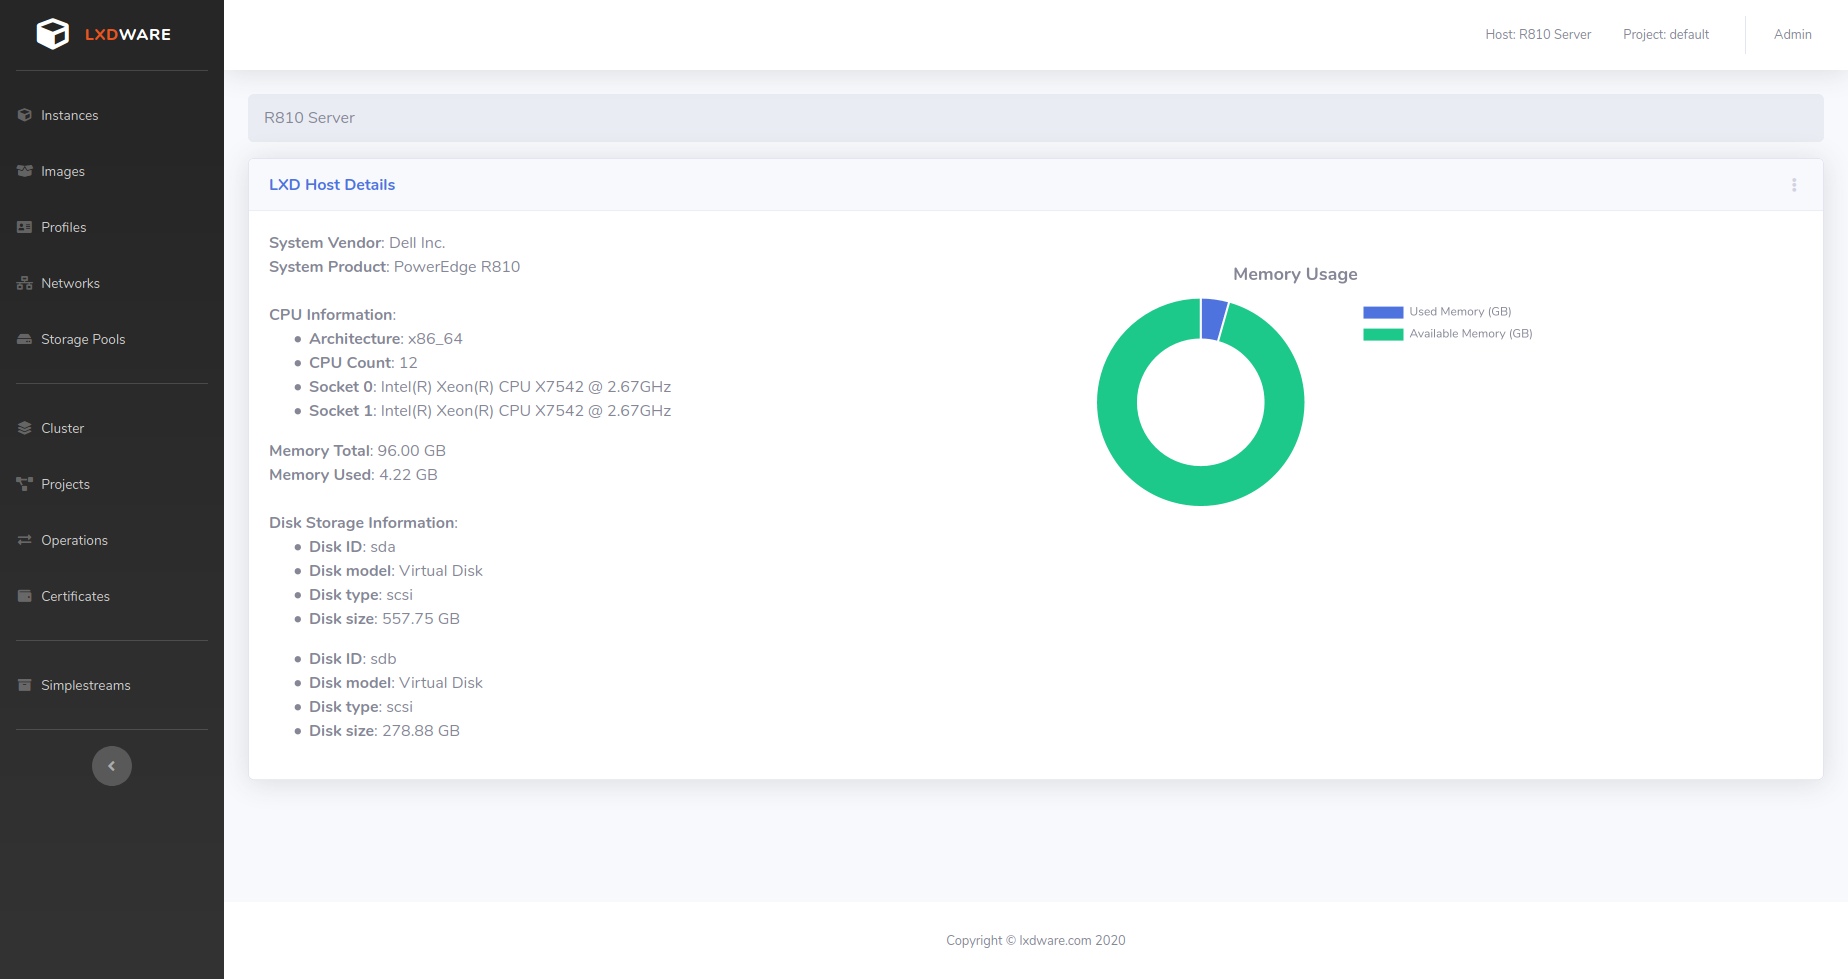 LXDWARE
Host: R810 Server
Project: default
Admin
Instances
Images
Profiles
Networks
Storage Pools
Cluster
Projects
Operations
Certificates
Simplestreams
R810 Server
LXD Host Details
System Vendor: Dell Inc.
System Product: PowerEdge R810
CPU Information:
Architecture: x86_64
CPU Count: 12
Socket 0: Intel(R) Xeon(R) CPU X7542 @ 2.67GHz
Socket 1: Intel(R) Xeon(R) CPU X7542 @ 2.67GHz
Memory Total: 96.00 GB
Memory Used: 4.22 GB
Disk Storage Information:
Disk ID: sda
Disk model: Virtual Disk
Disk type: scsi
Disk size: 557.75 GB
Disk ID: sdb
Disk model: Virtual Disk
Disk type: scsi
Disk size: 278.88 GB
Memory Usage
Used Memory (GB)
Available Memory (GB)
Copyright © lxdware.com 2020